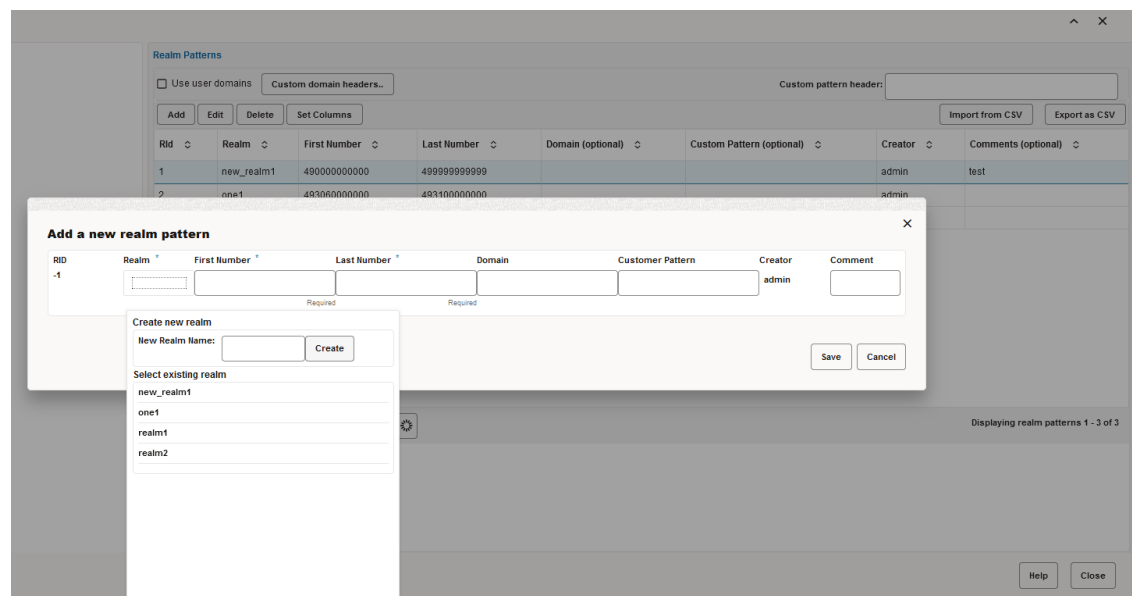 Realm Patterns
Use user domains Custom domain headers.. Custom pattern header:
Add Edit Delete Set Columns Import from CSV Export as CSV
RId Realm First Number Last Number Domain (optional) Custom Pattern (optional) Creator Comments (optional)
1 new_realm1 490000000000 499999999999 admin test
2 one1 493060000000 493100000000 admin
Add a new realm pattern
RID Realm * First Number * Last Number * Domain Customer Pattern Creator Comment
-1 admin
Required Required
Create new realm
New Realm Name: Create
Save Cancel
Select existing realm
new_realm1
one1
realm1
realm2
Displaying realm patterns 1 - 3 of 3
Help Close